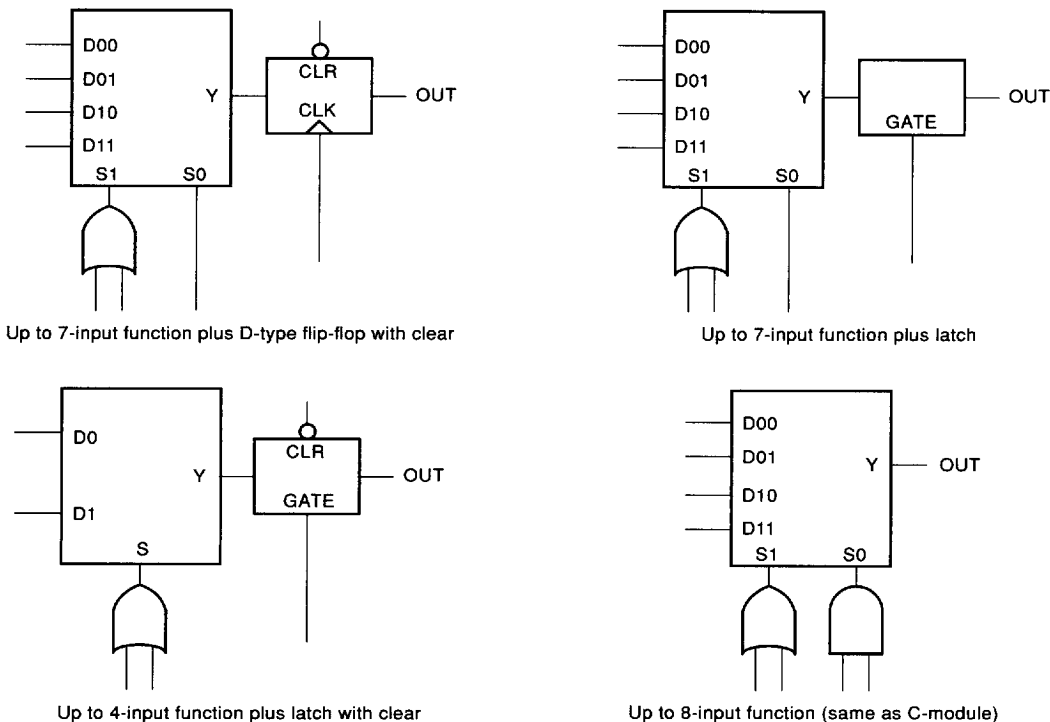 D00
D01
D10
D11
Y
S1 S0
CLR
CLK
OUT
Up to 7-input function plus D-type flip-flop with clear
D00
D01
D10
D11
Y
S1 S0
GATE
OUT
Up to 7-input function plus latch
D0
D1
Y
S
CLR
GATE
OUT
Up to 4-input function plus latch with clear
D00
D01
D10
D11
Y
S1 S0
OUT
Up to 8-input function (same as C-module)